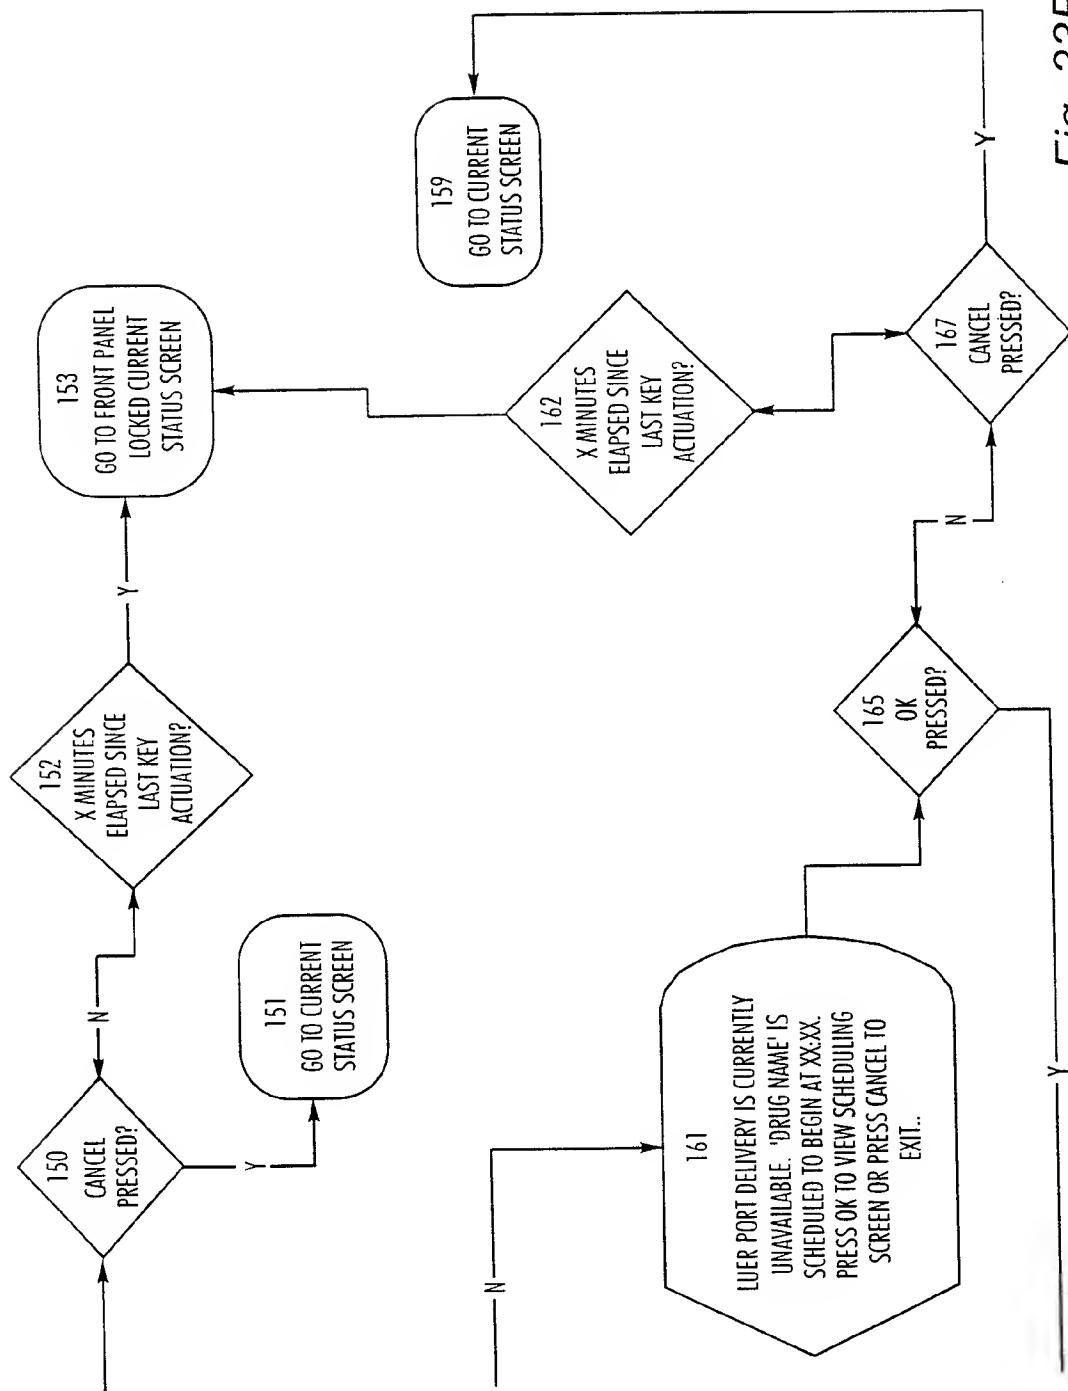 150
CANCEL
PRESSED?
N
Y
151
GO TO CURRENT
STATUS SCREEN
152
X MINUTES
ELAPSED SINCE
LAST KEY
ACTUATION?
Y
153
GO TO FRONT PANEL
LOCKED CURRENT
STATUS SCREEN
N
161
LUER PORT DELIVERY IS CURRENTLY
UNAVAILABLE. 'DRUG NAME' IS
SCHEDULED TO BEGIN AT XX:XX.
PRESS OK TO VIEW SCHEDULING
SCREEN OR PRESS CANCEL TO
EXIT..
165
OK
PRESSED?
N
Y
162
X MINUTES
ELAPSED SINCE
LAST KEY
ACTUATION?
167
CANCEL
PRESSED?
Y
159
GO TO CURRENT
STATUS SCREEN
Fig.